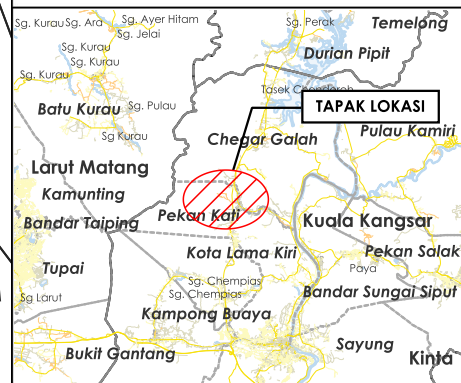 Sg. Kurau
Sg. Ara
Sg. Ayer Hitam
Sg. Jelai
Sg. Kurau
Sg. Kurau
Sg. Kurau
Sg. Perak
Temelong
Durian Pipit
Batu Kurau
Sg. Pulau
Sg Kurau
TAPAK LOKASI
Chegar Galah
Pulau Kamiri
Larut Matang
Kamunting
Bandar Taiping
Pekan Kati
Kuala Kangsar
Kota Lama Kiri
Pekan Salak
Paya
Tupai
Sg Larut
Sg. Chempias
Sg. Chempias
Bandar Sungai Siput
Kampong Buaya
Bukit Gantang
Sayung
Kinta